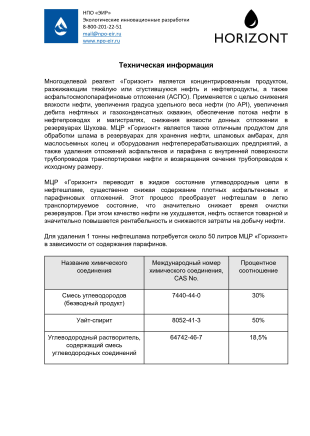 НПО «ЭИР»
Экологические инновационные разработки
8-800-201-22-51
mail@npo-eir.ru
www.npo-eir.ru
HORIZONT
Техническая информация
Многоцелевой реагент «Горизонт» является концентрированным продуктом,
разжижающим тяжёлую или сгустившуюся нефть и нефтепродукты, а также
асфальтосмолопарафиновые отложения (АСПО). Применяется с целью снижения
вязкости нефти, увеличения градуса удельного веса нефти (по API), увеличения
дебита нефтяных и газоконденсатных скважин, обеспечение потока нефти в
нефтепроводах и магистралях, снижения вязкости донных отложении в
резервуарах Шухова. МЦР «Горизонт» является также отличным продуктом для
обработки шлама в резервуарах для хранения нефти, шламовых амбарах, для
маслосъемных колец и оборудования нефтеперерабатывающих предприятий, а
также удаления отложений асфальтенов и парафина с внутренней поверхности
трубопроводов транспортировки нефти и возвращения сечения трубопроводов к
исходному размеру.
МЦР «Горизонт» переводит в жидкое состояние углеводородные цепи в
нефтешламе, существенно снижая содержание плотных асфальтеновых и
парафиновых отложений. Этот процесс преобразует нефтешлам в легко
транспортируемое состояние, что значительно снижает время очистки
резервуаров. При этом качество нефти не ухудшается, нефть остается товарной и
значительно повышается рентабельность и снижаются затраты на добычу нефти.
Для удаления 1 тонны нефтешлама потребуется около 50 литров МЦР «Горизонт»
в зависимости от содержания парафинов.
Название химического соединения
Международный номер химического соединения, CAS No.
Процентное соотношение
Смесь углеводородов (безводный продукт)
7440-44-0
30%
Уайт-спирит
8052-41-3
50%
Углеводородный растворитель, содержащий смесь углеводородных соединений
64742-46-7
18,5%